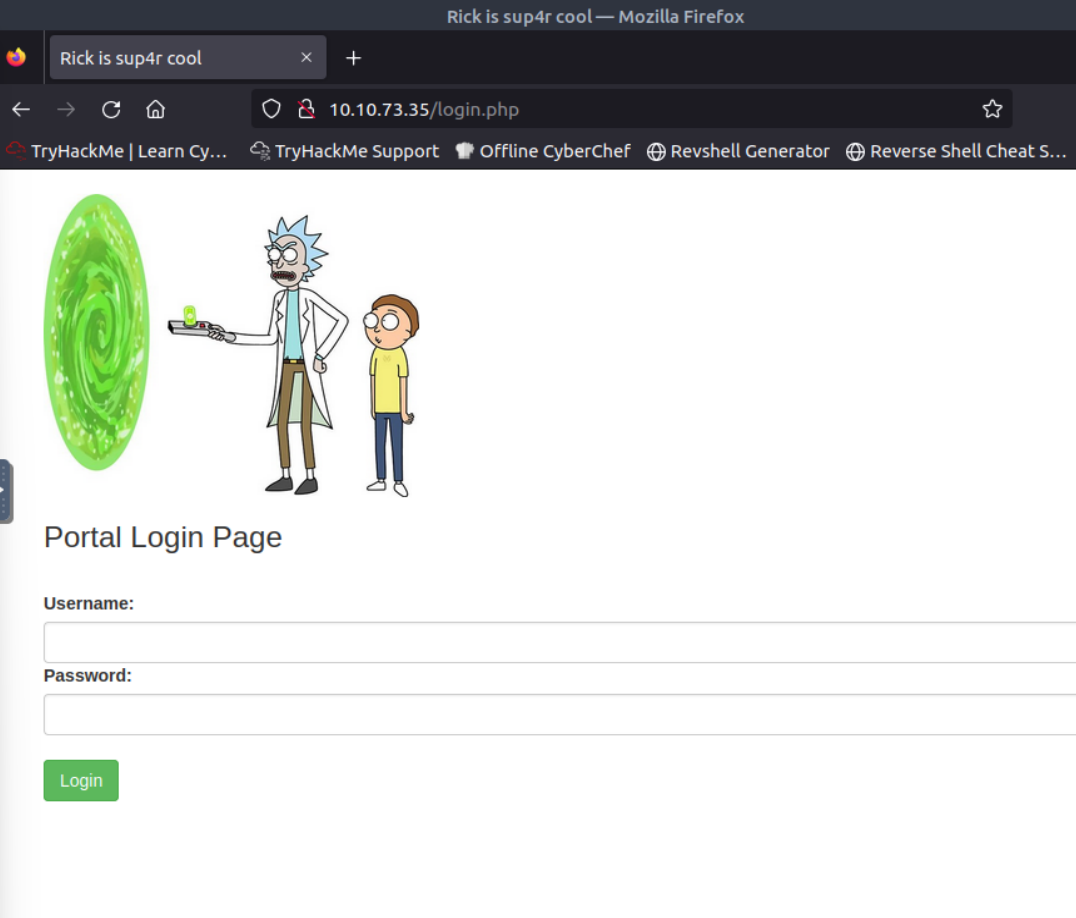 Rick is sup4r cool — Mozilla Firefox
Rick is sup4r cool
10.10.73.35/login.php
TryHackMe | Learn Cy... TryHackMe Support Offline CyberChef Revshell Generator Reverse Shell Cheat S...
Portal Login Page
Username:
Password:
Login